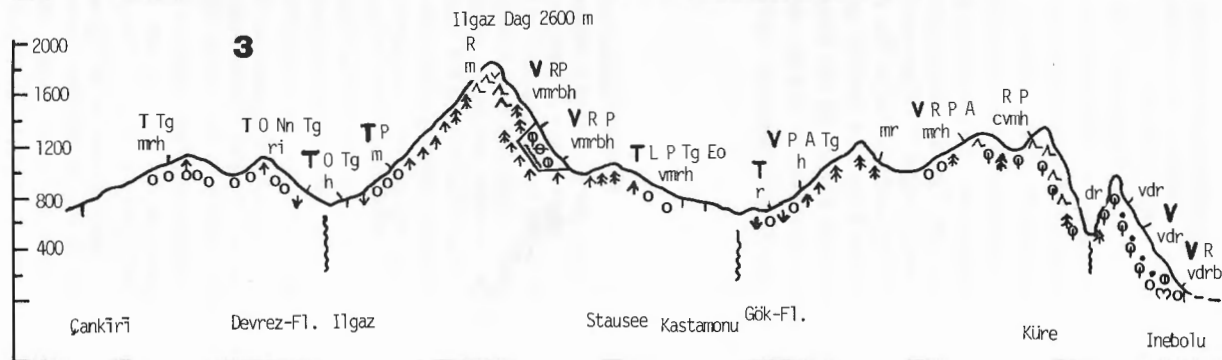 Ilgaz Dag 2600 m
3
2000
1600
1200
800
400
T Tg
mrh
T O Nn Tg
ri
T O Tg
h
T P
m
R
m
V RP
vmrbh
V R P
vmrbh
T L P Tg Eo
vmrh
T
r
V P A Tg
h
mr
V R P A
mrh
R P
cvmh
dr
vdr
V
vdr
V R
vdrb
Çankīrī
Devrez-Fl.
Ilgaz
Stausee
Kastamonu
Gök-Fl.
Küre
Inebolu